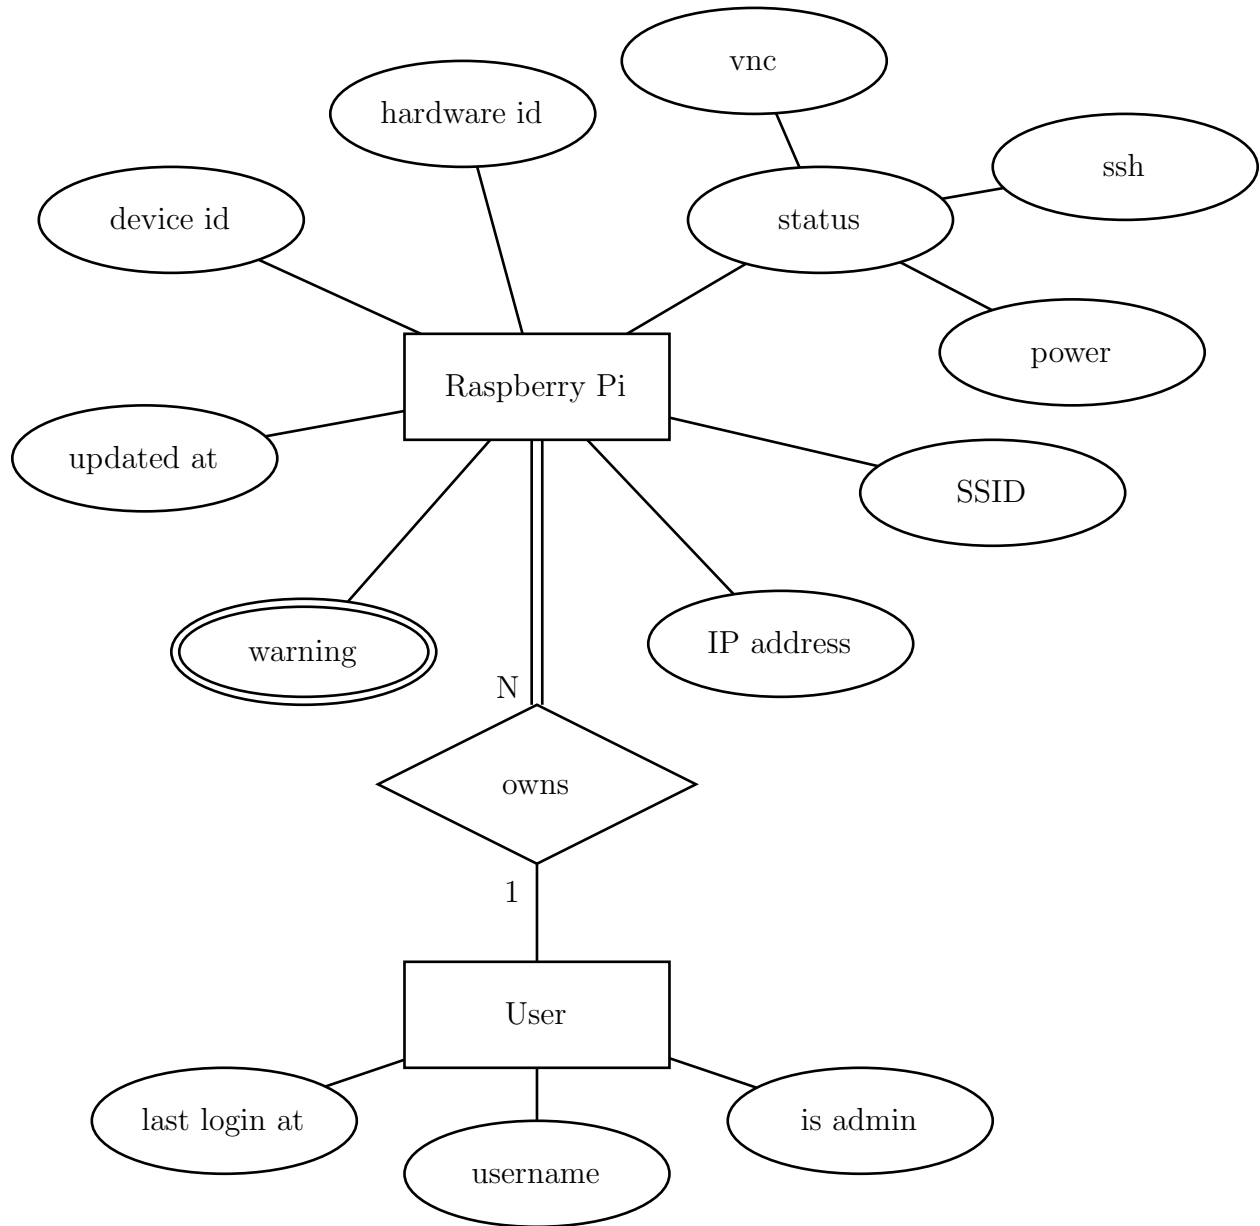 vnc
hardware id
ssh
device id
status
power
Raspberry Pi
updated at
SSID
warning
IP address
N
owns
1
User
last login at
is admin
username